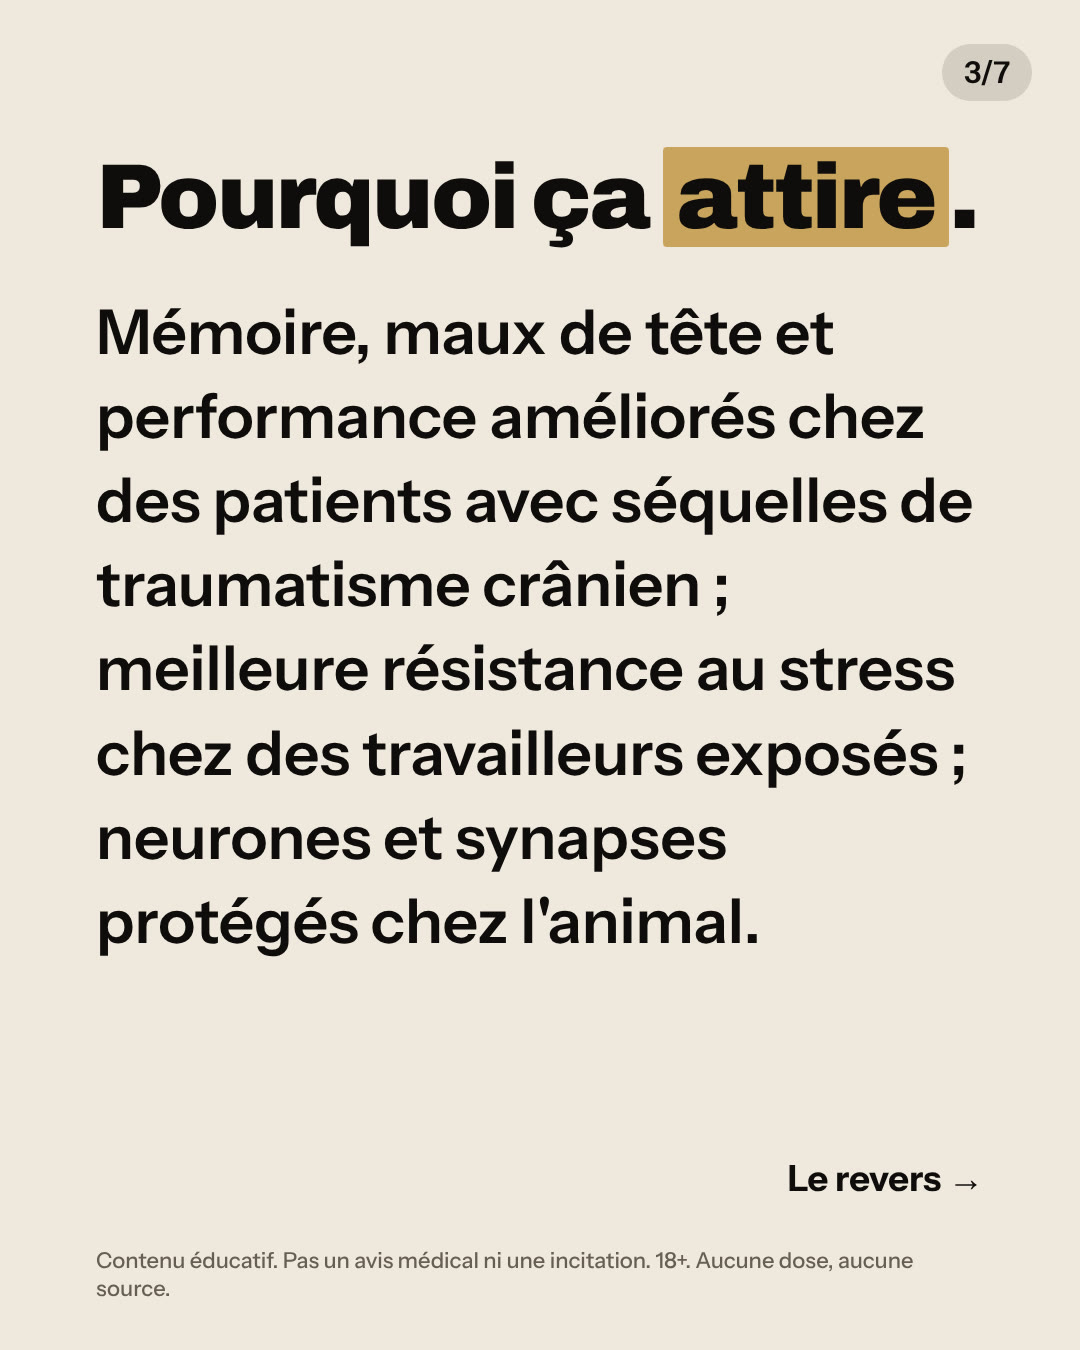 3/7
Pourquoi ça attire.
Mémoire, maux de tête et
performance améliorés chez
des patients avec séquelles de
traumatisme crânien ;
meilleure résistance au stress
chez des travailleurs exposés ;
neurones et synapses
protégés chez l'animal.
Le revers →
Contenu éducatif. Pas un avis médical ni une incitation. 18+. Aucune dose, aucune
source.